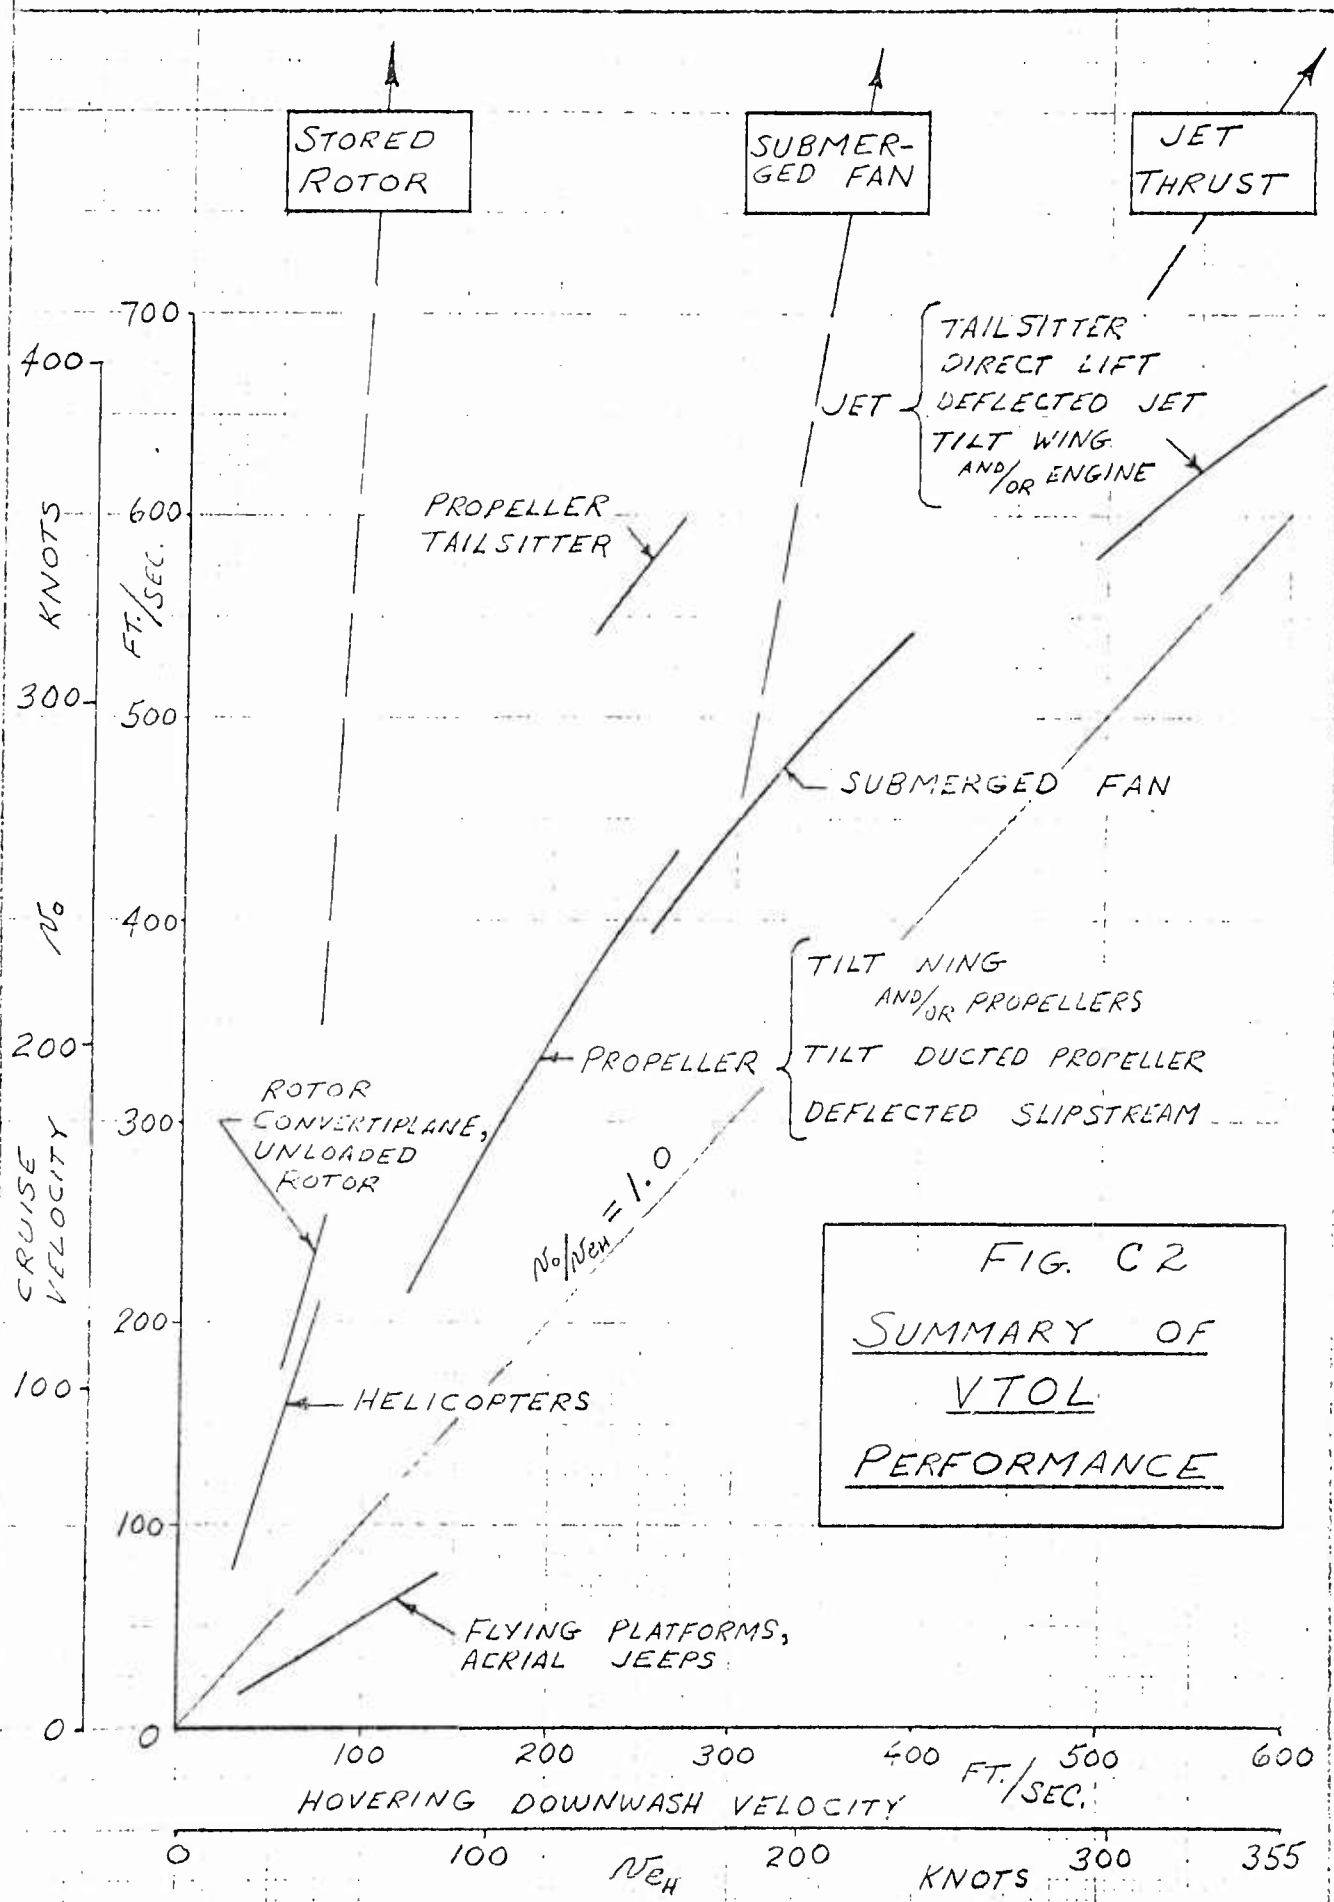 STORED
ROTOR
SUBMER-
GED FAN
JET
THRUST
700
400
TAILSITTER
DIRECT LIFT
JET
DEFLECTED JET
TILT WING
AND/OR ENGINE
PROPELLER
TAILSITTER
600
KNOTS
FT./SEC.
300
500
SUBMERGED FAN
400
V₀
TILT WING
AND/OR PROPELLERS
200
PROPELLER
TILT DUCTED PROPELLER
DEFLECTED SLIPSTREAM
ROTOR
CONVERTIPLANE,
UNLOADED
ROTOR
300
CRUISE
VELOCITY
V₀/VeH = 1.0
200
100
HELICOPTERS
FIG. C2
SUMMARY OF
VTOL
PERFORMANCE
100
FLYING PLATFORMS,
AERIAL JEEPS
0
0
100
200
300
400
500
600
FT./SEC.
HOVERING DOWNWASH VELOCITY
0
100
200
300
355
VeH
KNOTS